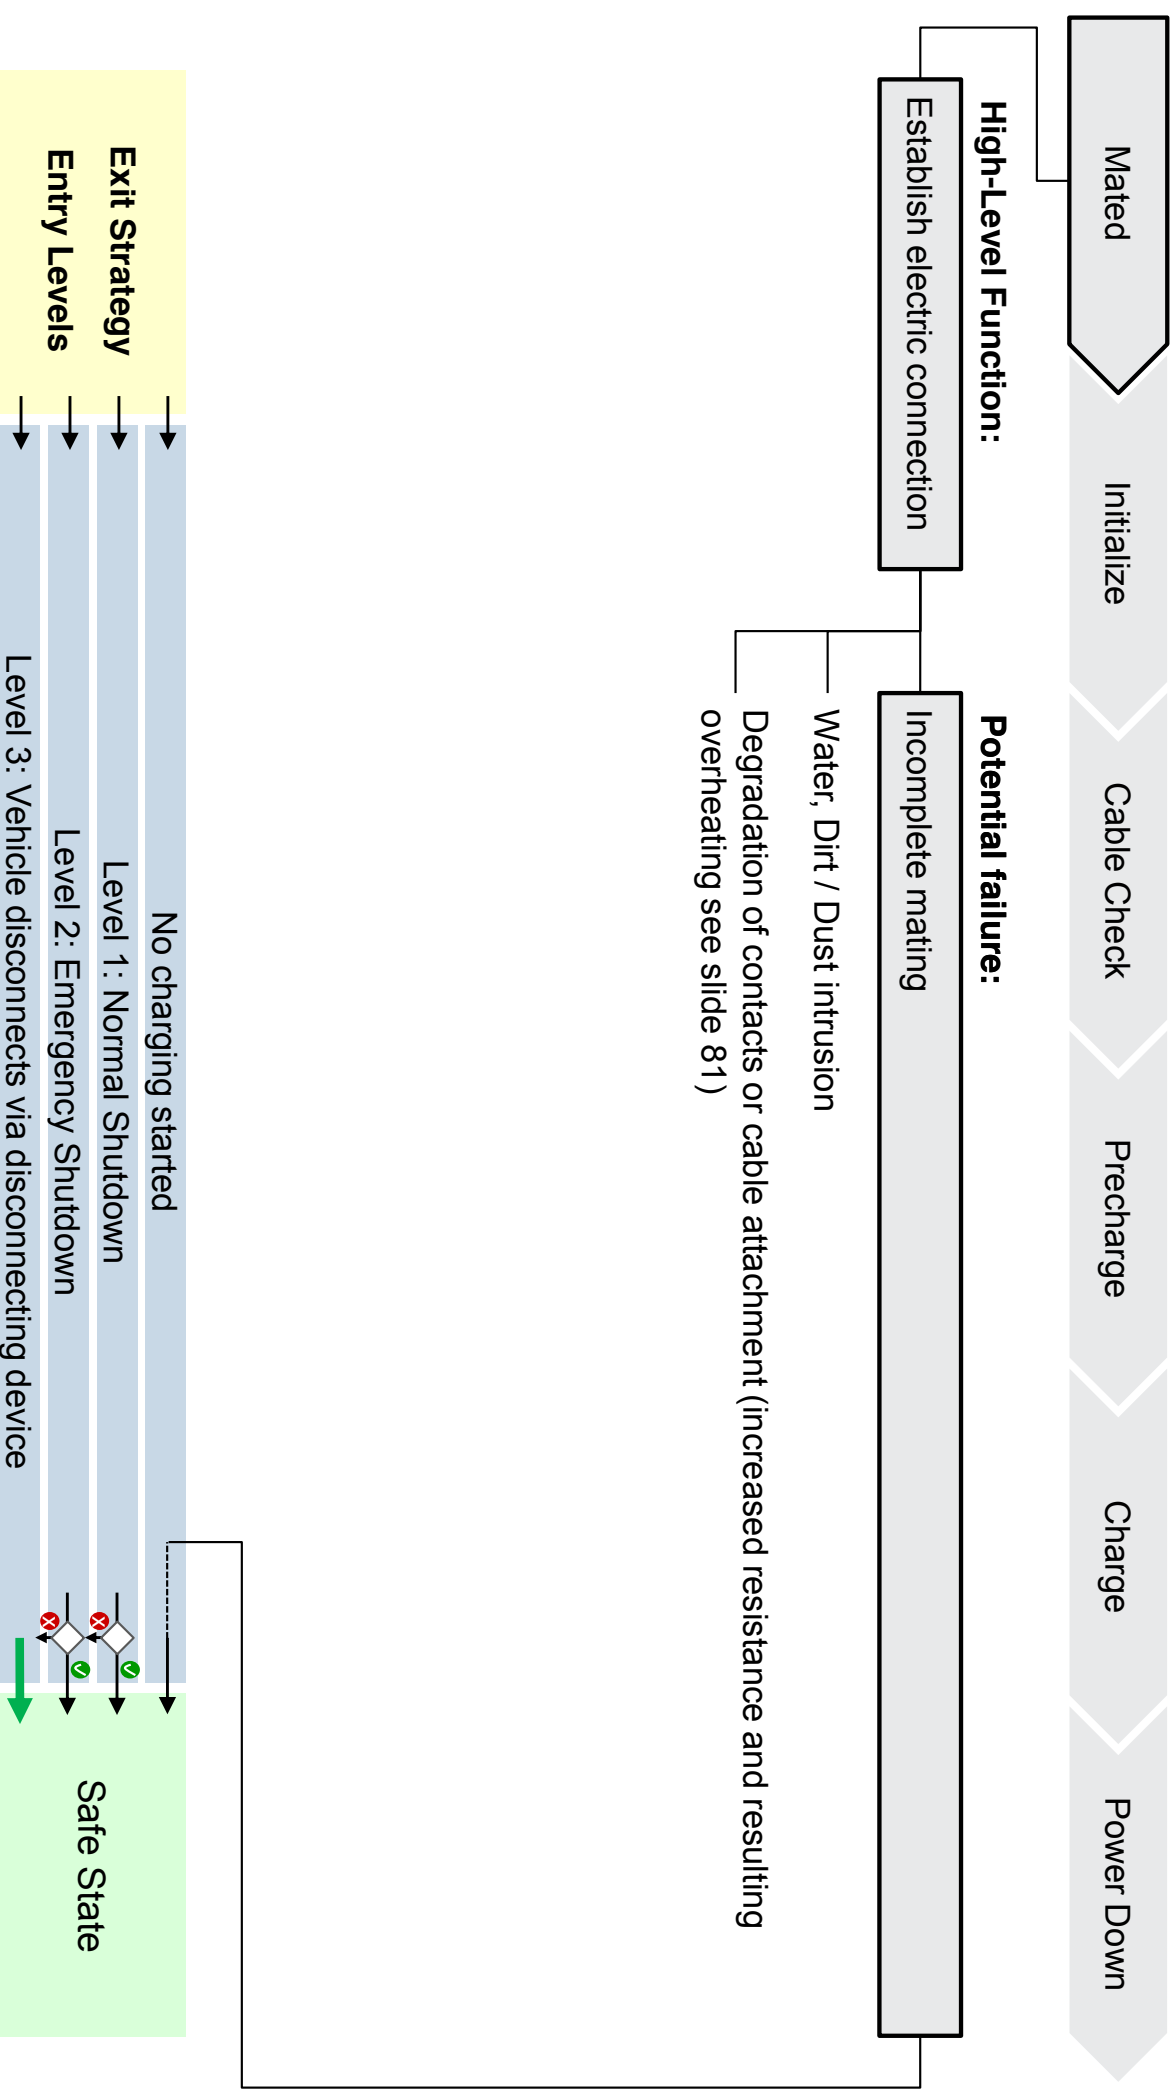 Mated
Initialize
Cable Check
Precharge
Charge
Power Down
High-Level Function:
Potential failure:
Establish electric connection
Incomplete mating
Water, Dirt / Dust intrusion
Degradation of contacts or cable attachment (increased resistance and resulting
overheating see slide 81)
Exit Strategy
Entry Levels
No charging started
Level 1: Normal Shutdown
Level 2: Emergency Shutdown
Level 3: Vehicle disconnects via disconnecting device
Safe State